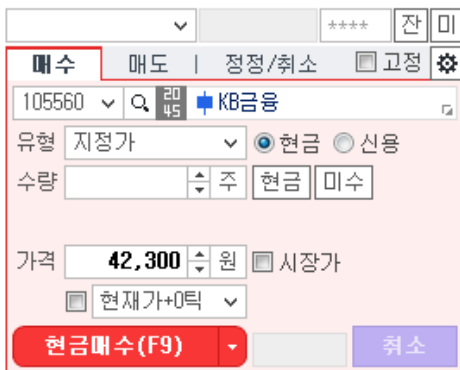 **** 잔 미
매수 매도 | 정정/취소 고정
105560 20 45 KB금융
유형 지정가 현금 신용
수량 주 현금 미수
가격 42,300 원 시장가
현재가+0틱
현금매수(F9) 취소